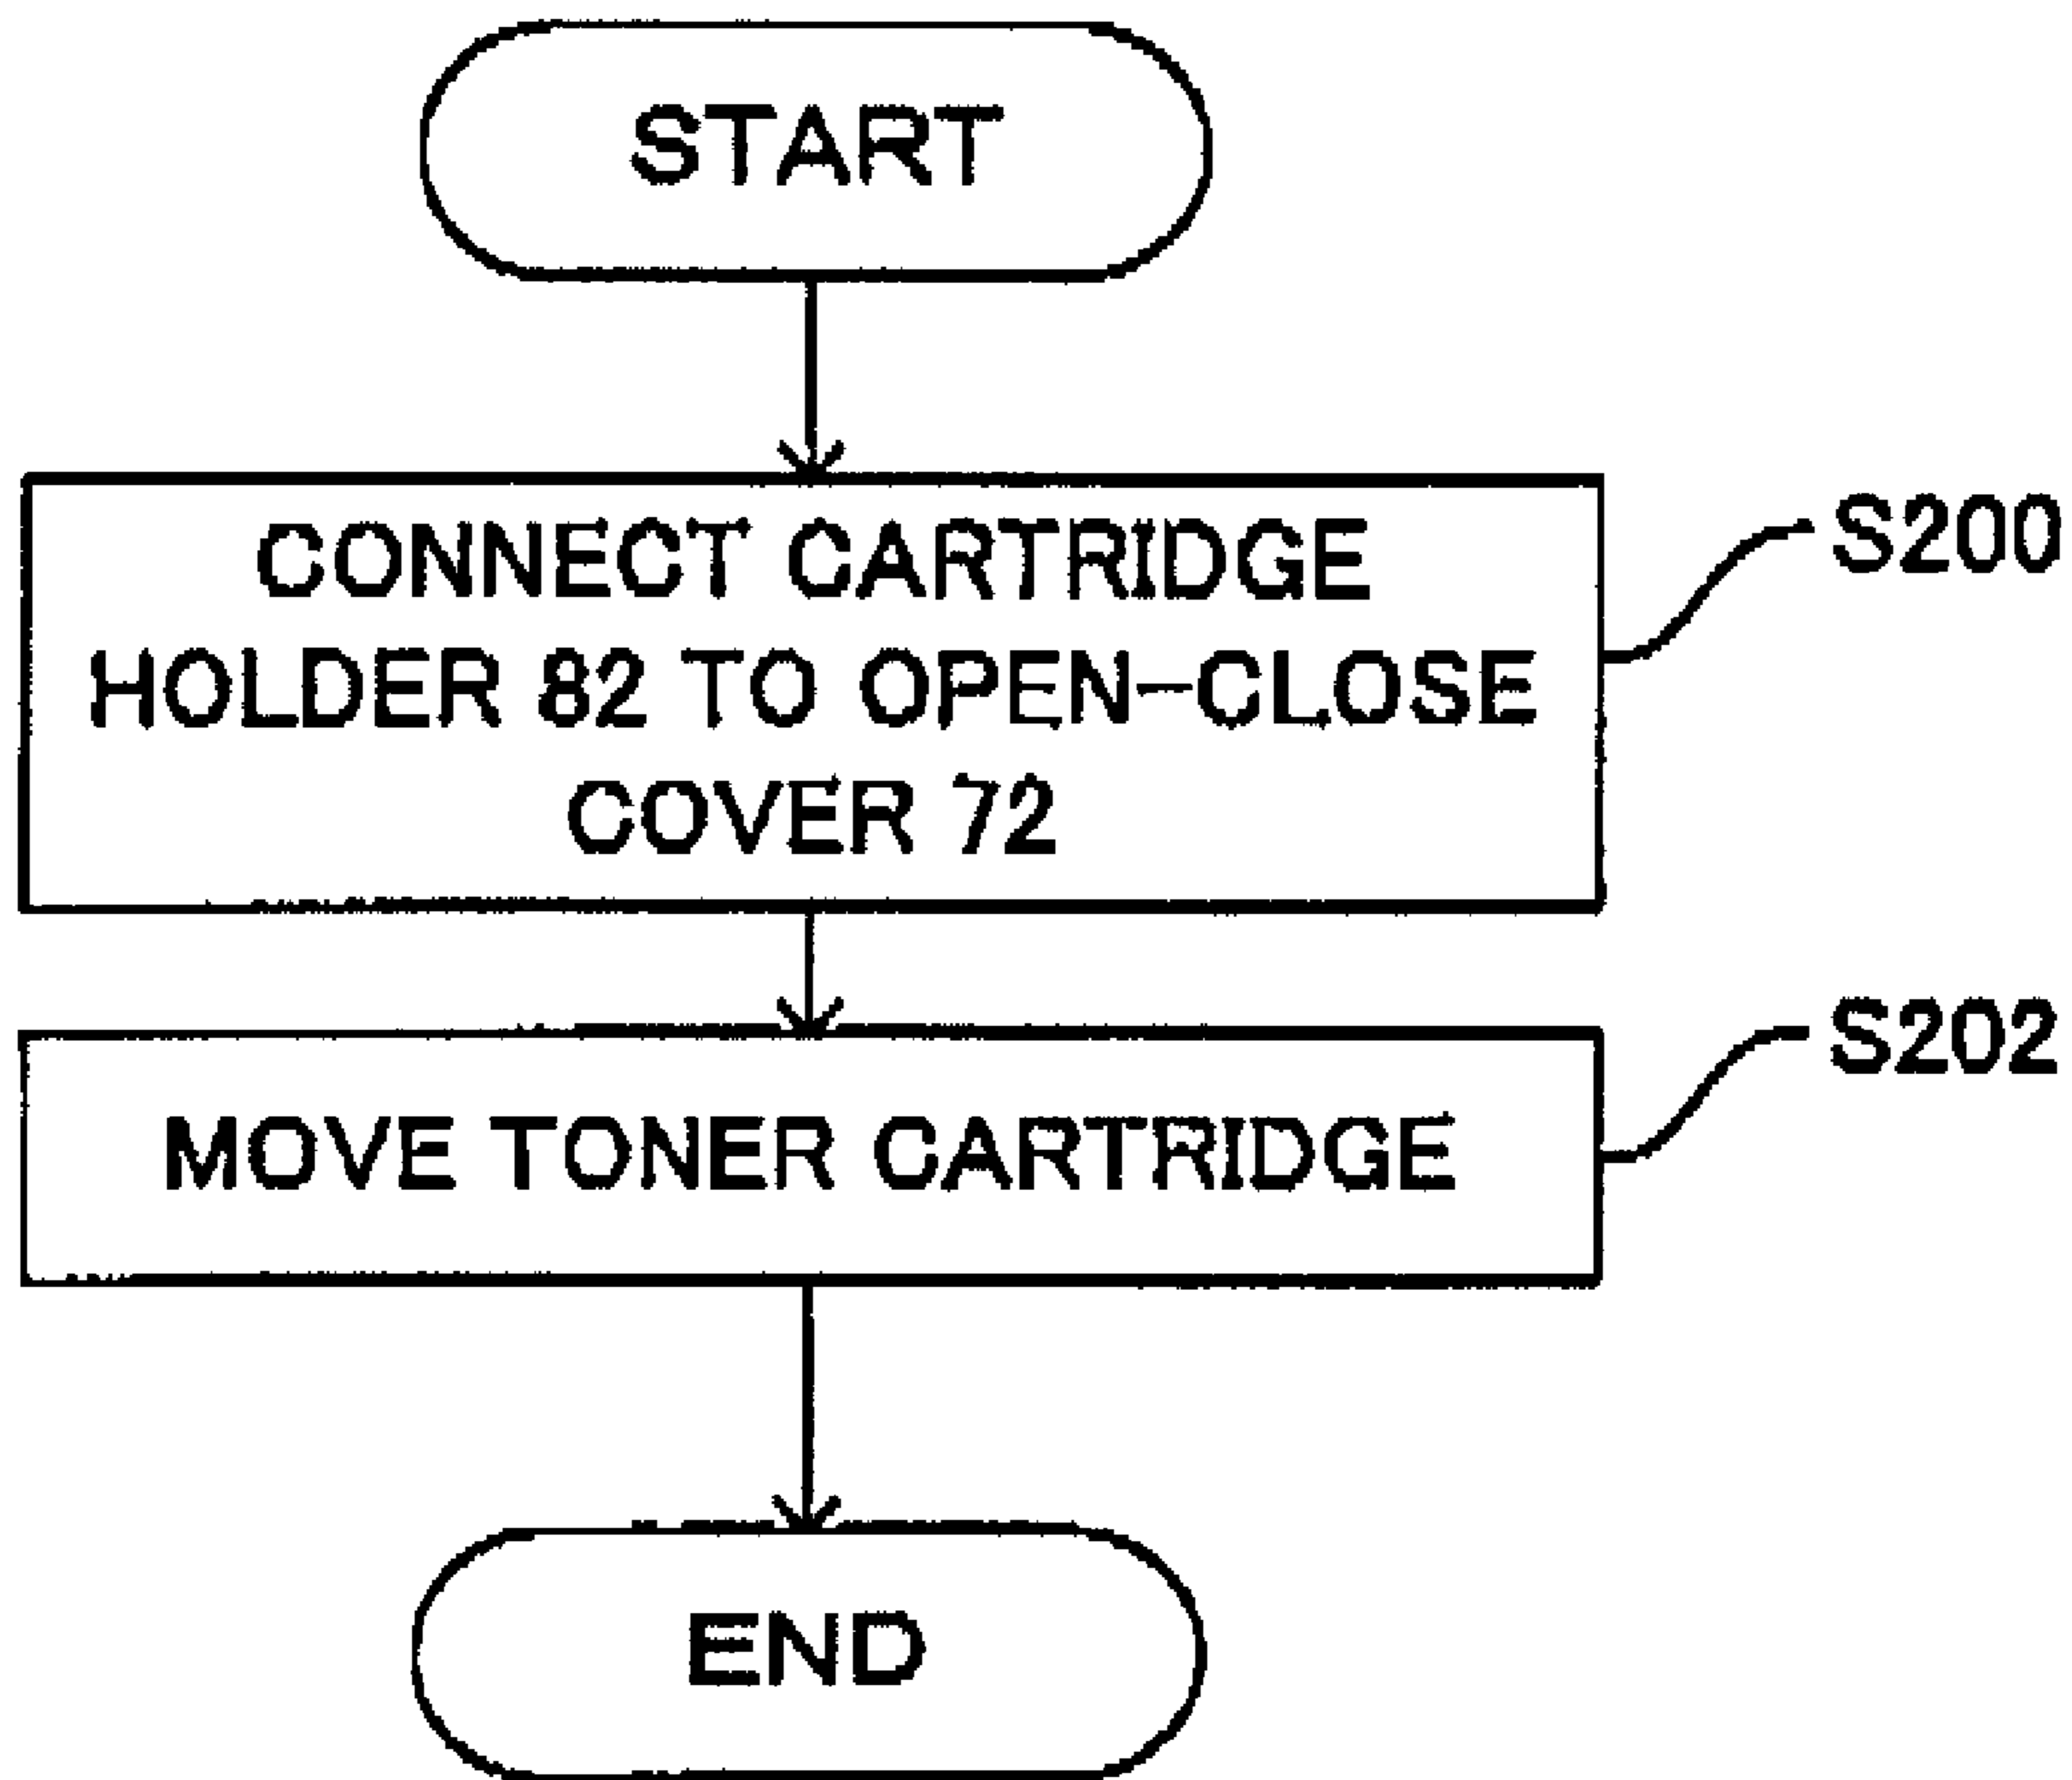 START
CONNECT CARTRIDGE
HOLDER 82 TO OPEN-CLOSE
COVER 72
S200
MOVE TONER CARTRIDGE
S202
END